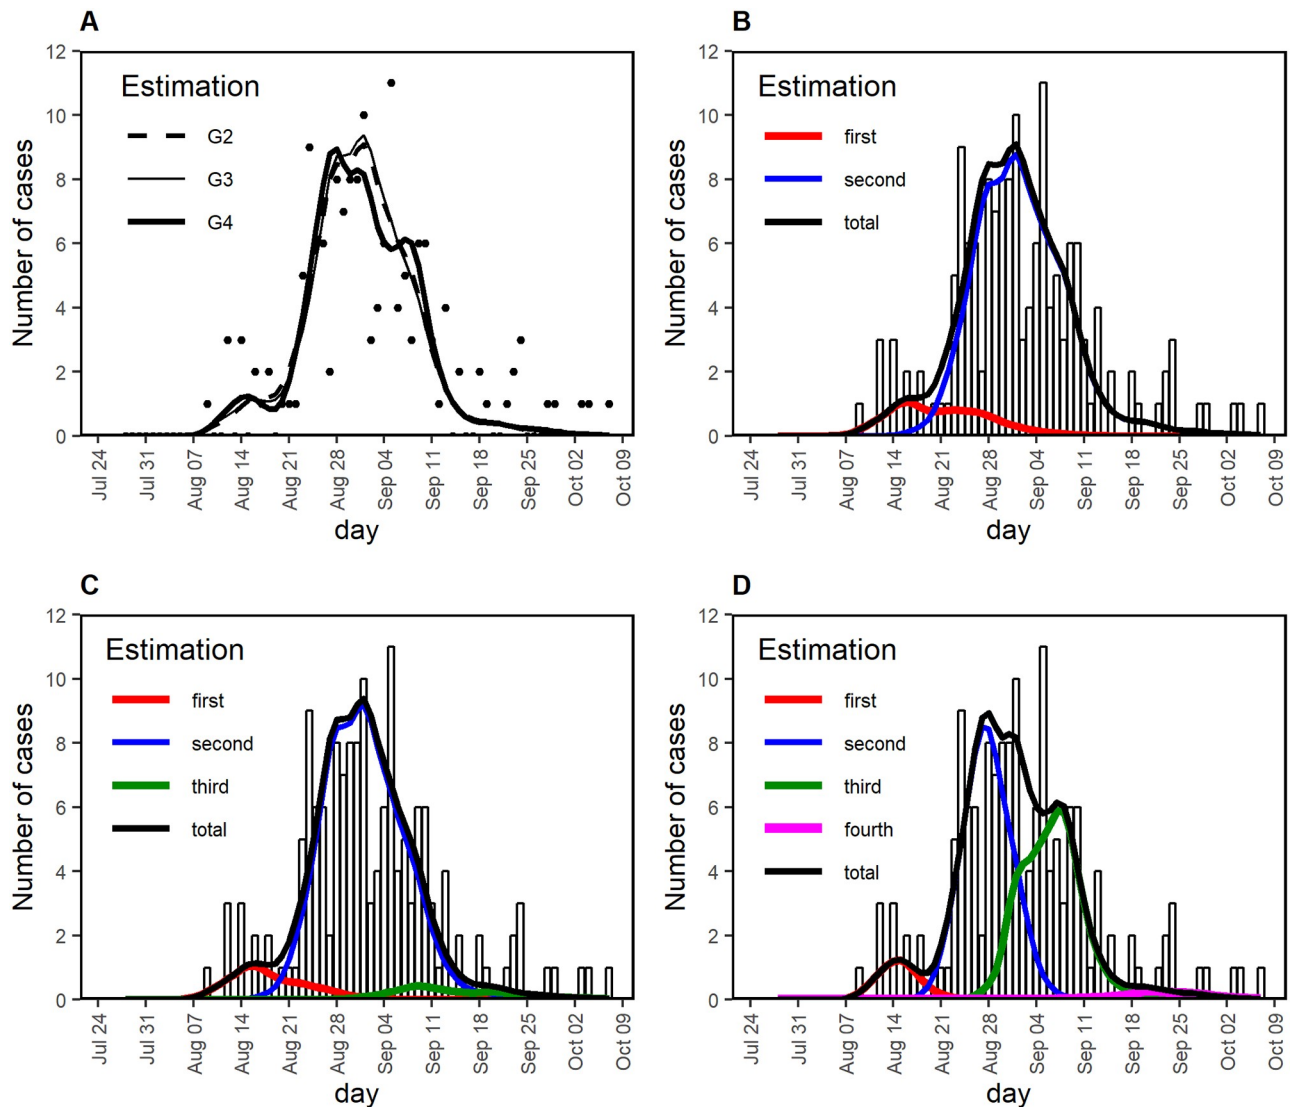 A
Number of cases
12
10
8
6
4
2
0
Estimation
G2
G3
G4
Jul 24
Jul 31
Aug 07
Aug 14
Aug 21
Aug 28
Sep 04
Sep 11
Sep 18
Sep 25
Oct 02
Oct 09
day
B
Number of cases
12
10
8
6
4
2
0
Estimation
first
second
total
Jul 24
Jul 31
Aug 07
Aug 14
Aug 21
Aug 28
Sep 04
Sep 11
Sep 18
Sep 25
Oct 02
Oct 09
day
C
Number of cases
12
10
8
6
4
2
0
Estimation
first
second
third
total
Jul 24
Jul 31
Aug 07
Aug 14
Aug 21
Aug 28
Sep 04
Sep 11
Sep 18
Sep 25
Oct 02
Oct 09
day
D
Number of cases
12
10
8
6
4
2
0
Estimation
first
second
third
fourth
total
Jul 24
Jul 31
Aug 07
Aug 14
Aug 21
Aug 28
Sep 04
Sep 11
Sep 18
Sep 25
Oct 02
Oct 09
day